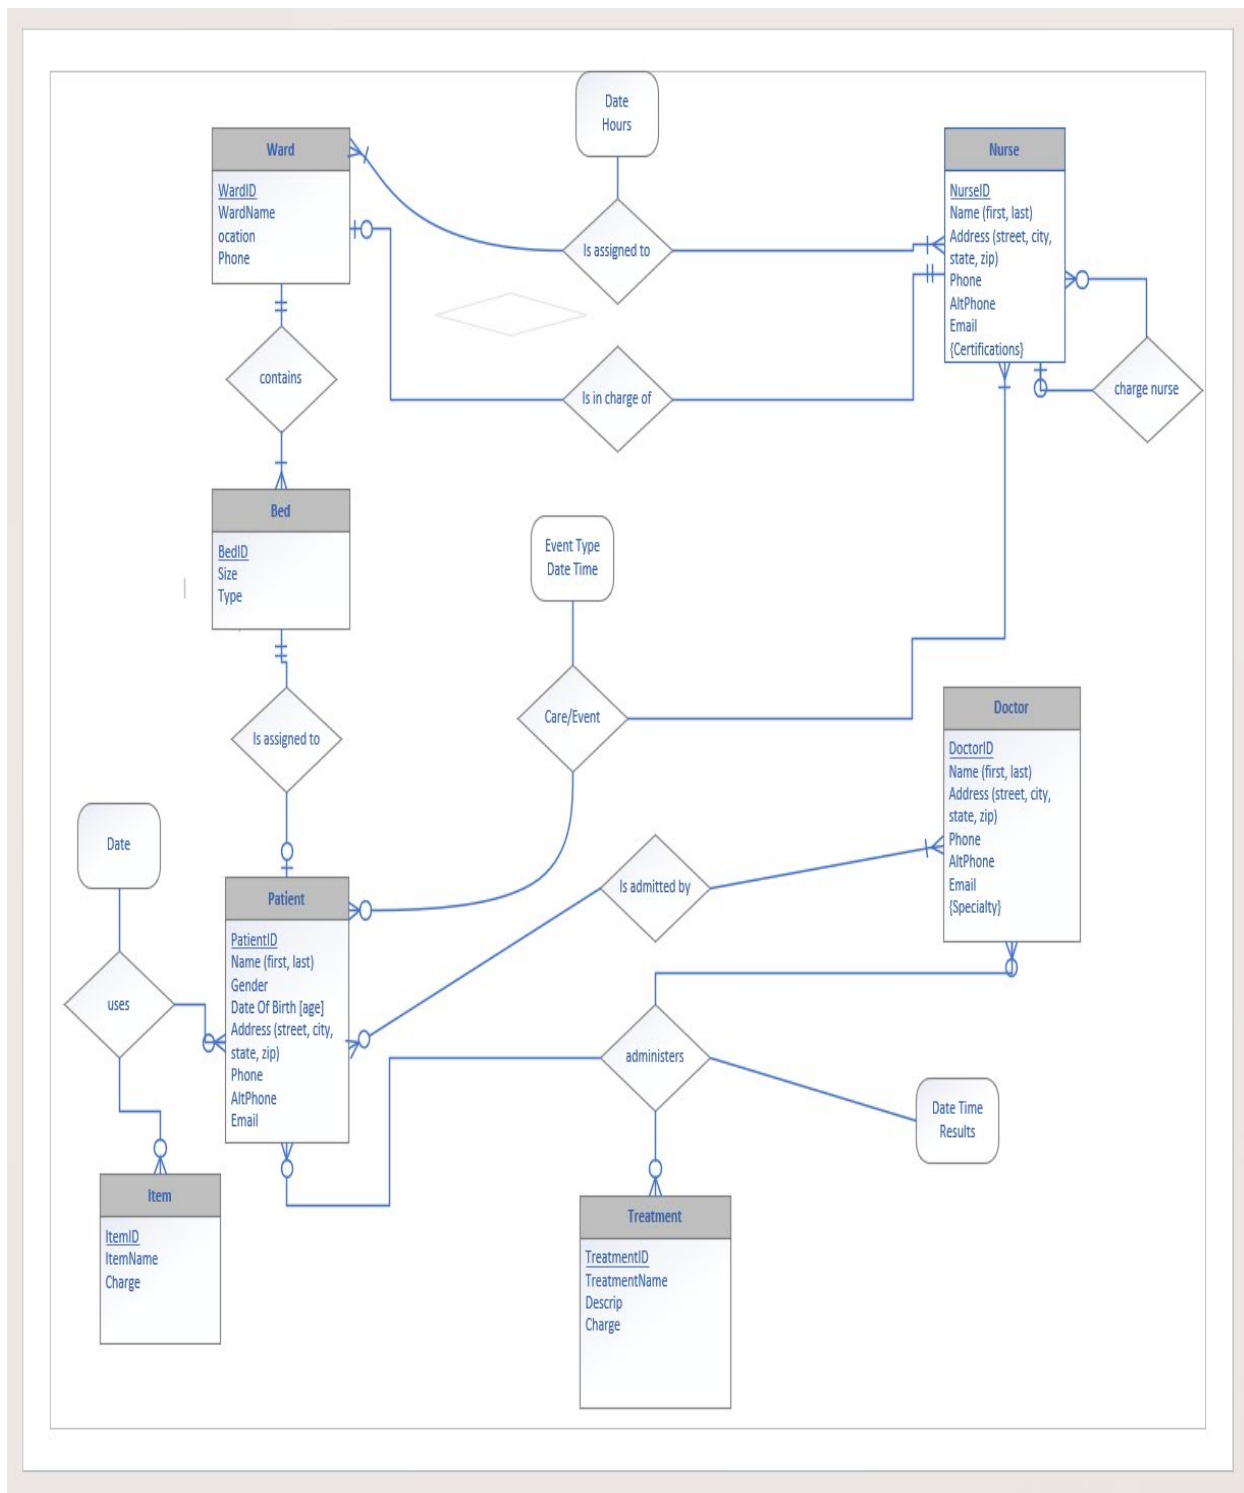 Date
Hours
Ward
WardID
WardName
ocation
Phone
Is assigned to
Nurse
NurseID
Name (first, last)
Address (street, city,
state, zip)
Phone
AltPhone
Email
{Certifications}
contains
Is in charge of
charge nurse
Bed
BedID
Size
Type
Event Type
Date Time
Is assigned to
Care/Event
Doctor
DoctorID
Name (first, last)
Address (street, city,
state, zip)
Phone
AltPhone
Email
{Specialty}
Date
Is admitted by
Patient
PatientID
Name (first, last)
Gender
Date Of Birth [age]
Address (street, city,
state, zip)
Phone
AltPhone
Email
uses
administers
Date Time
Results
Item
ItemID
ItemName
Charge
Treatment
TreatmentID
TreatmentName
Descrip
Charge